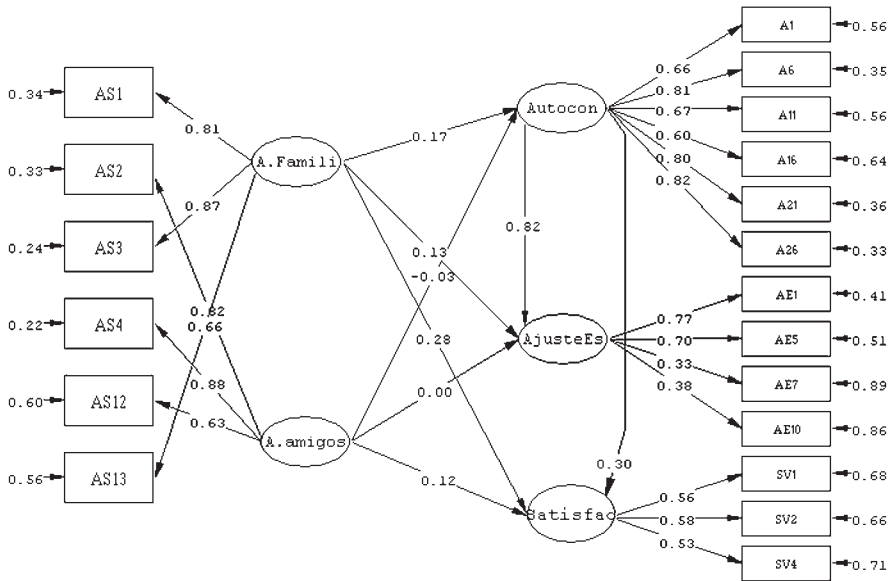 A1
0.56
0.66
A6
0.35
0.34
AS1
Autocon
0.81
0.67
A11
0.56
0.81
0.17
0.60
A16
0.64
A.Famili
0.33
AS2
0.80
0.82
A21
0.36
0.87
0.82
0.24
AS3
0.13
A26
0.33
-0.03
AE1
0.41
0.82
0.77
0.22
AS4
0.66
0.28
AjusteEs
0.70
AE5
0.51
0.33
AE7
0.89
0.88
0.00
0.38
0.60
AS12
0.63
AE10
0.86
A.amigos
0.30
0.56
AS13
0.12
0.56
SV1
0.68
Satisfac
0.58
SV2
0.66
0.53
SV4
0.71